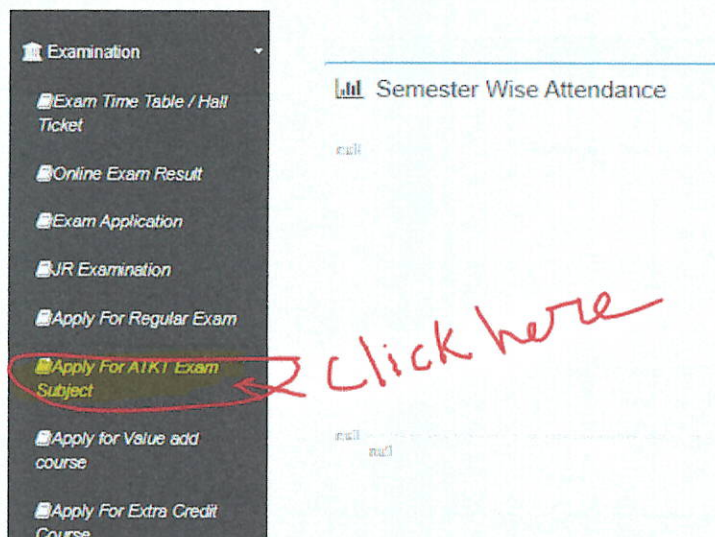 Examination
Exam Time Table / Hall
Ticket
Online Exam Result
Exam Application
JR Examination
Apply For Regular Exam
Apply For ATKT Exam
Subject
Apply for Value add
course
Apply For Extra Credit
Course
Semester Wise Attendance
null
click here
null
null